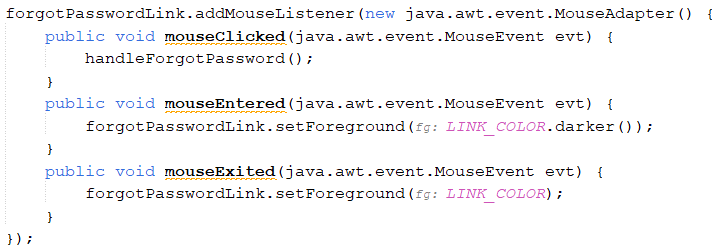 forgotPasswordLink.addMouseListener(new java.awt.event.MouseAdapter() {
    public void mouseClicked(java.awt.event.MouseEvent evt) {
        handleForgotPassword();
    }
    public void mouseEntered(java.awt.event.MouseEvent evt) {
        forgotPasswordLink.setForeground(fg: LINK_COLOR.darker());
    }
    public void mouseExited(java.awt.event.MouseEvent evt) {
        forgotPasswordLink.setForeground(fg: LINK_COLOR);
    }
});